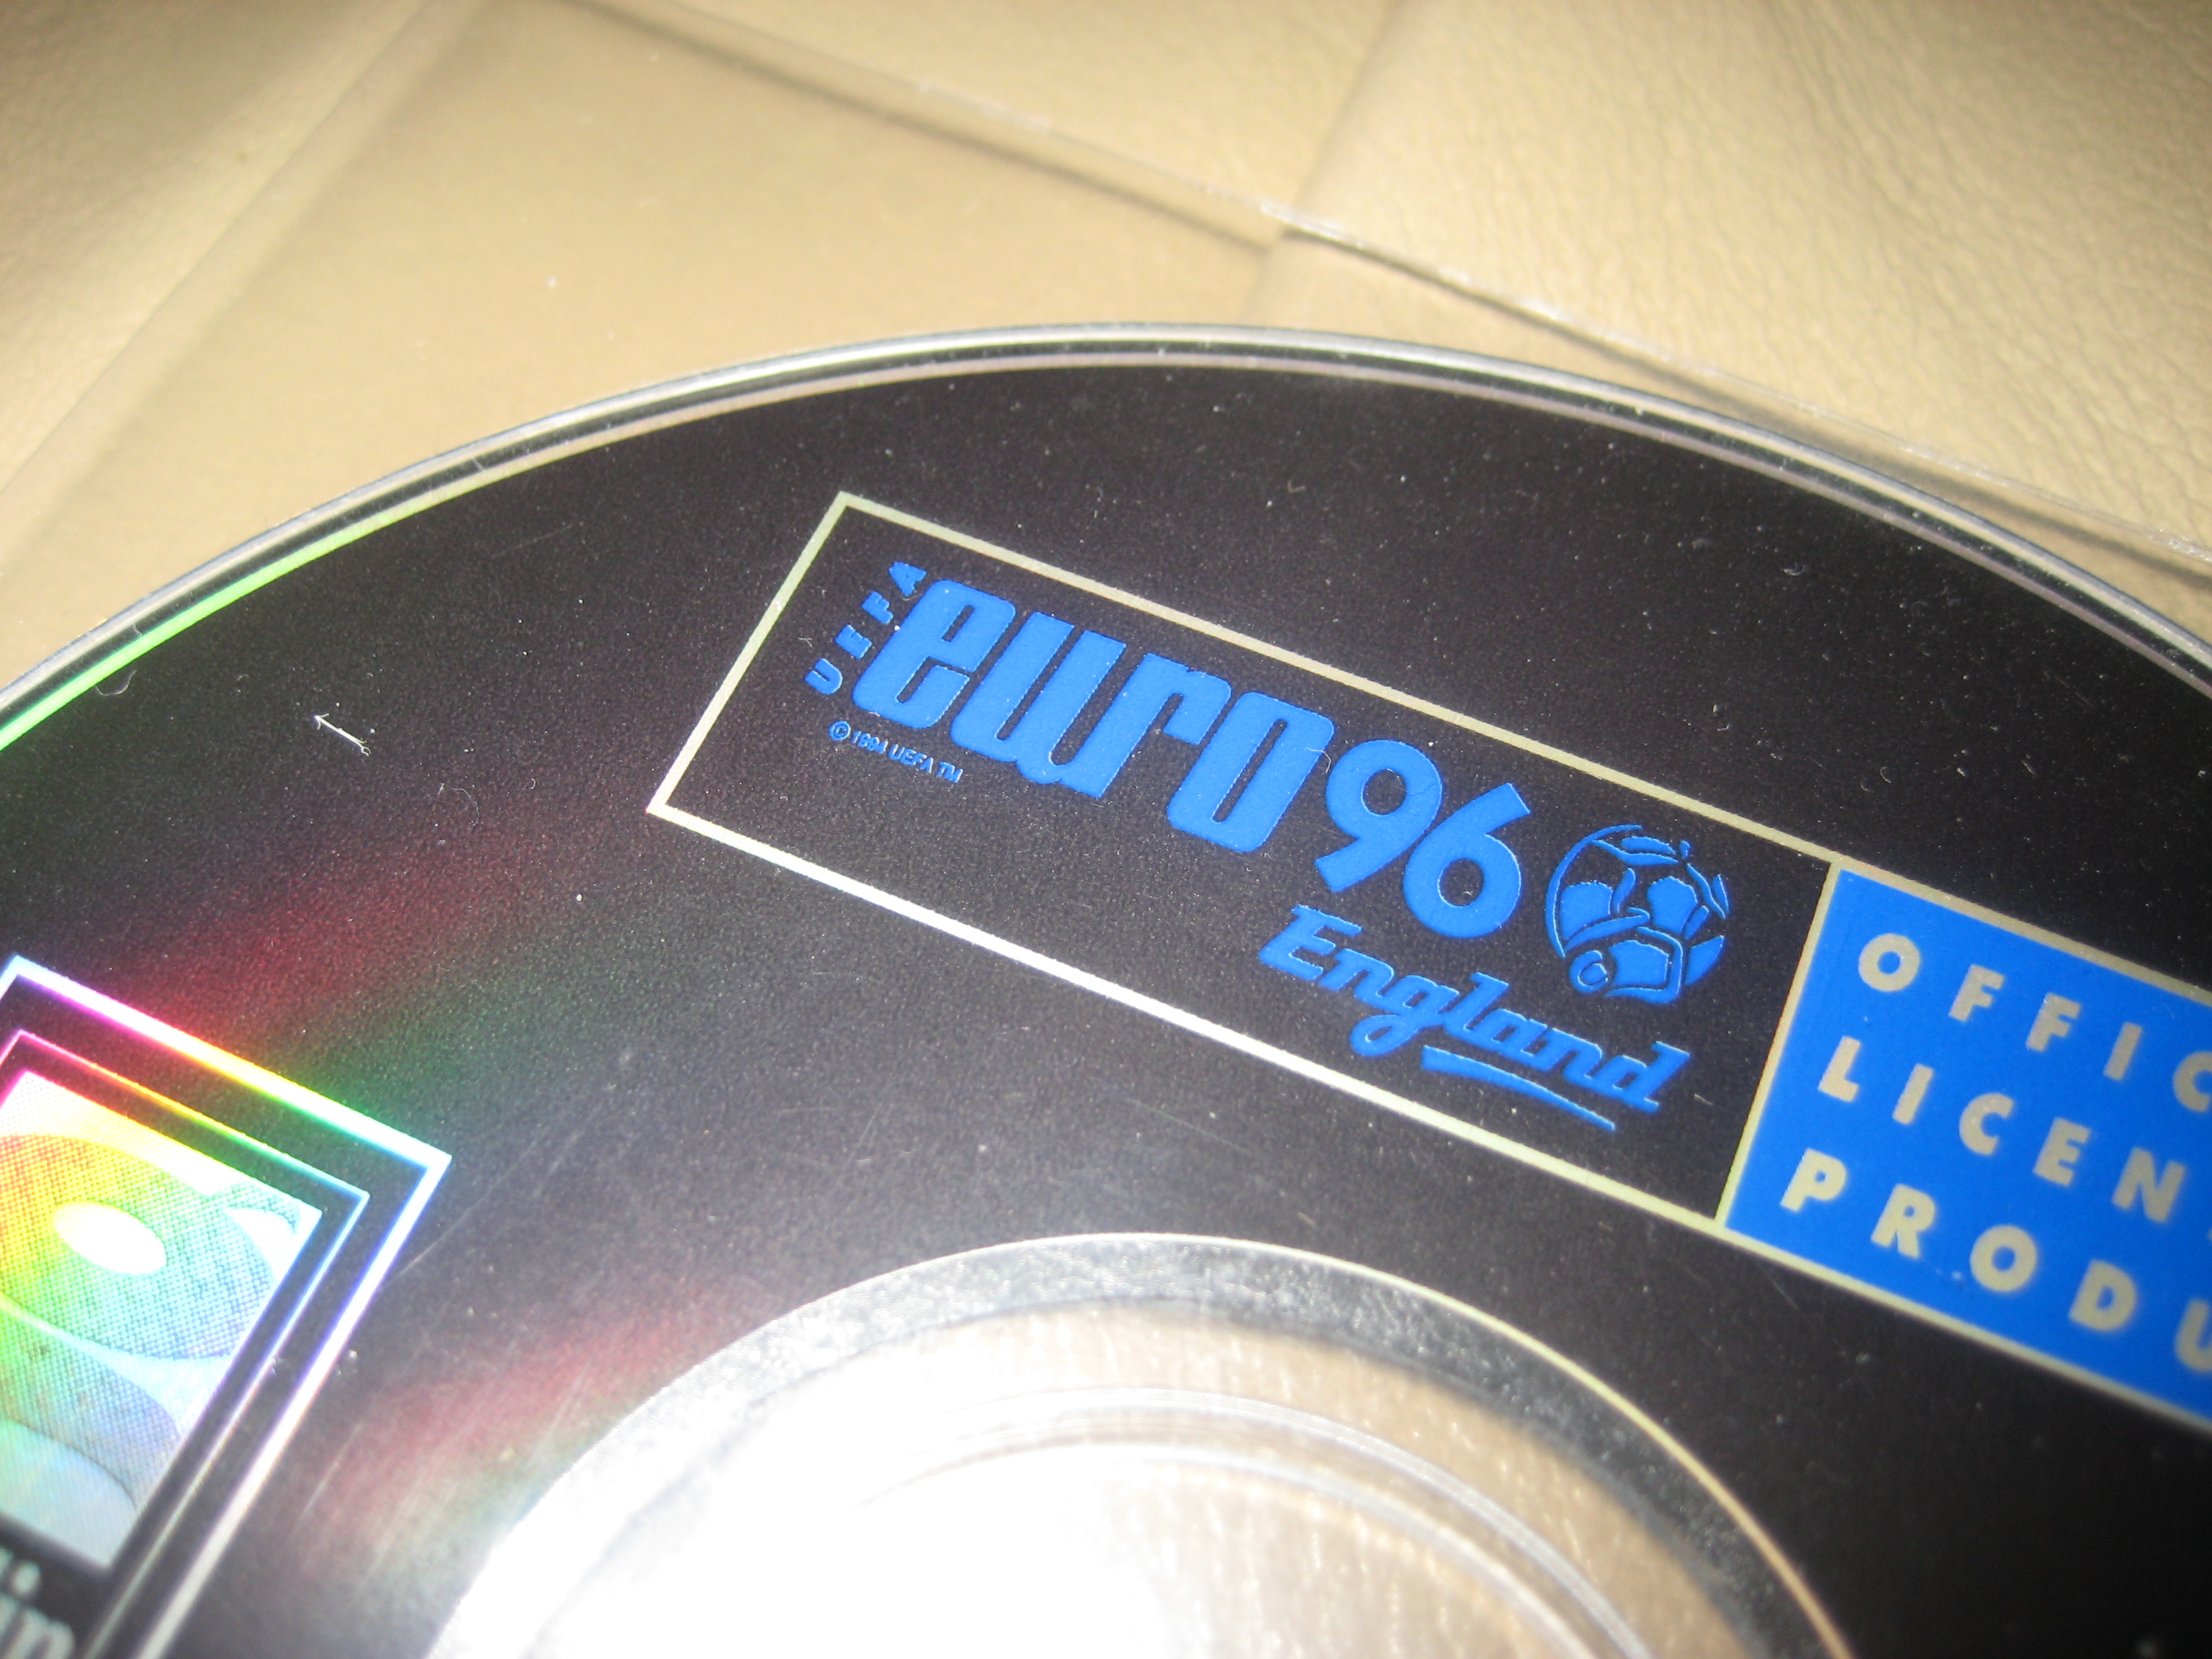 UEFA
euro96
© 1994 UEFA TM
England
OFFIC
LICEN
PRODU